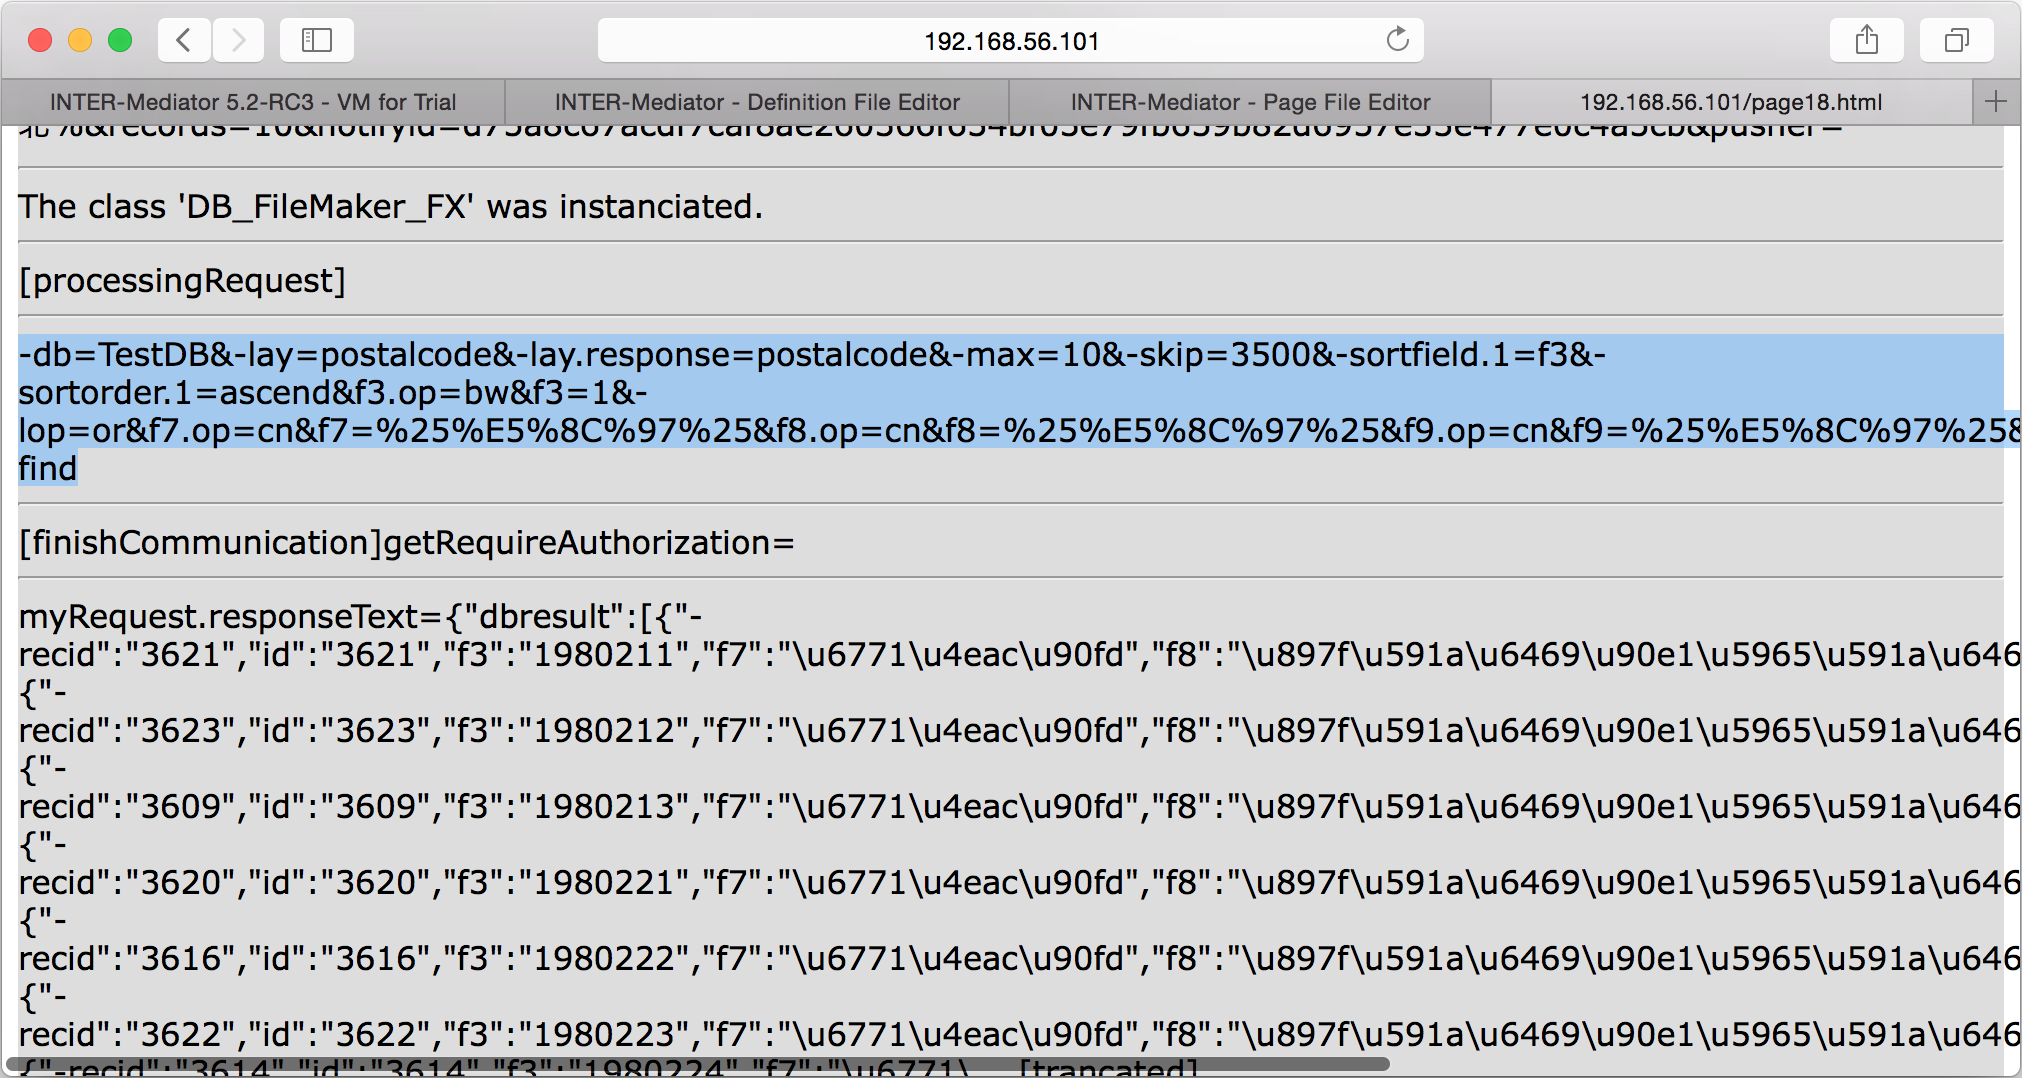 192.168.56.101
INTER-Mediator 5.2-RC3 - VM for Trial
INTER-Mediator - Definition File Editor
INTER-Mediator - Page File Editor
192.168.56.101/page18.html
The class 'DB_FileMaker_FX' was instanciated.
[processingRequest]
-db=TestDB&-lay=postalcode&-lay.response=postalcode&-max=10&-skip=3500&-sortfield.1=f3&-
sortorder.1=ascend&f3.op=bw&f3=1&-
lop=or&f7.op=cn&f7=%25%E5%8C%97%25&f8.op=cn&f8=%25%E5%8C%97%25&f9.op=cn&f9=%25%E5%8C%97%25&
find
[finishCommunication]getRequireAuthorization=
myRequest.responseText={"dbresult":[{"-
recid":"3621","id":"3621","f3":"1980211","f7":"\u6771\u4eac\u90fd","f8":"\u897f\u591a\u6469\u90e1\u5965\u591a\u646
{"-
recid":"3623","id":"3623","f3":"1980212","f7":"\u6771\u4eac\u90fd","f8":"\u897f\u591a\u6469\u90e1\u5965\u591a\u646
{"-
recid":"3609","id":"3609","f3":"1980213","f7":"\u6771\u4eac\u90fd","f8":"\u897f\u591a\u6469\u90e1\u5965\u591a\u646
{"-
recid":"3620","id":"3620","f3":"1980221","f7":"\u6771\u4eac\u90fd","f8":"\u897f\u591a\u6469\u90e1\u5965\u591a\u646
{"-
recid":"3616","id":"3616","f3":"1980222","f7":"\u6771\u4eac\u90fd","f8":"\u897f\u591a\u6469\u90e1\u5965\u591a\u646
{"-
recid":"3622","id":"3622","f3":"1980223","f7":"\u6771\u4eac\u90fd","f8":"\u897f\u591a\u6469\u90e1\u5965\u591a\u646
{"-recid":"3614","id":"3614","f3":"1980224","f7":"\u6771\... [trancated]